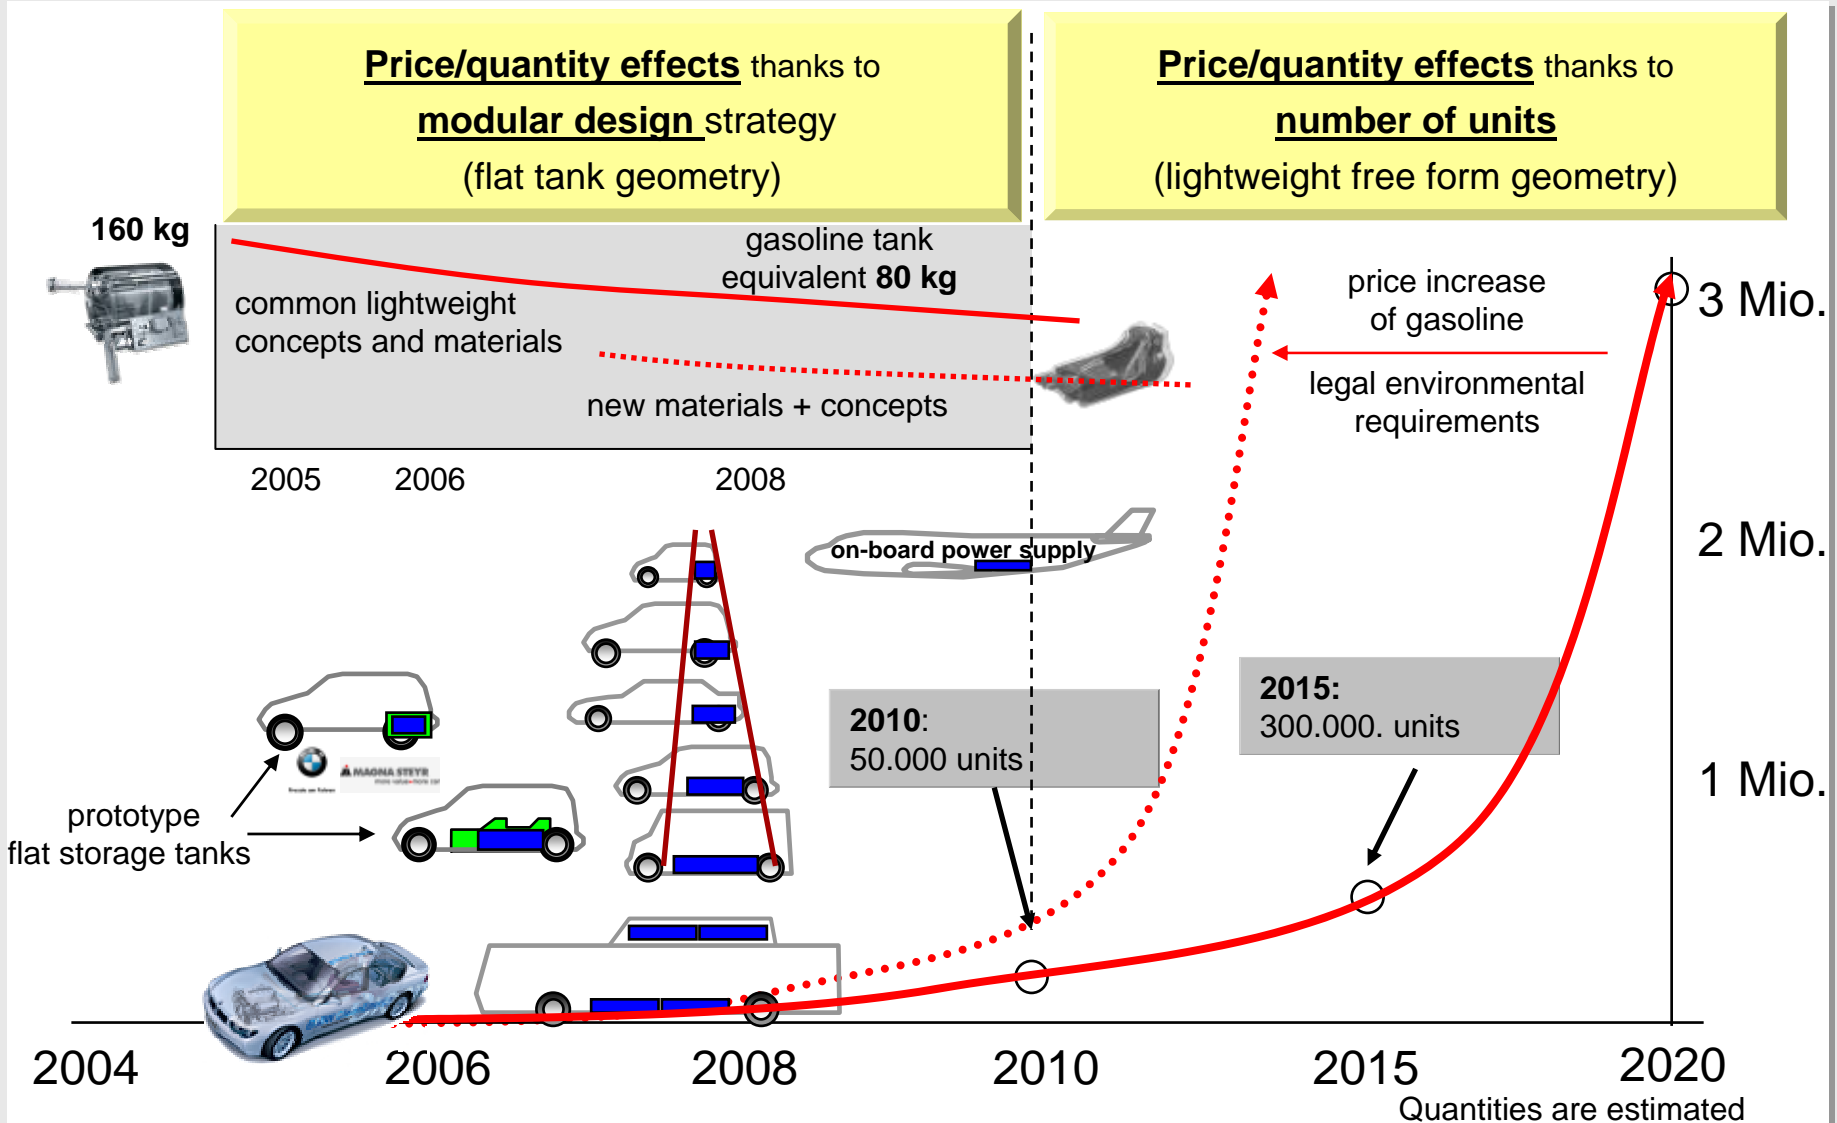 Price/quantity effects thanks to
modular design strategy
(flat tank geometry)
Price/quantity effects thanks to
number of units
(lightweight free form geometry)
160 kg
gasoline tank
equivalent 80 kg
common lightweight
concepts and materials
new materials + concepts
2005
2006
2008
price increase
of gasoline
legal environmental
requirements
3 Mio.
2 Mio.
1 Mio.
on-board power supply
2010:
50.000 units
2015:
300.000. units
BMW
MAGNA STEYR
prototype
flat storage tanks
2004
2006
2008
2010
2015
2020
Quantities are estimated